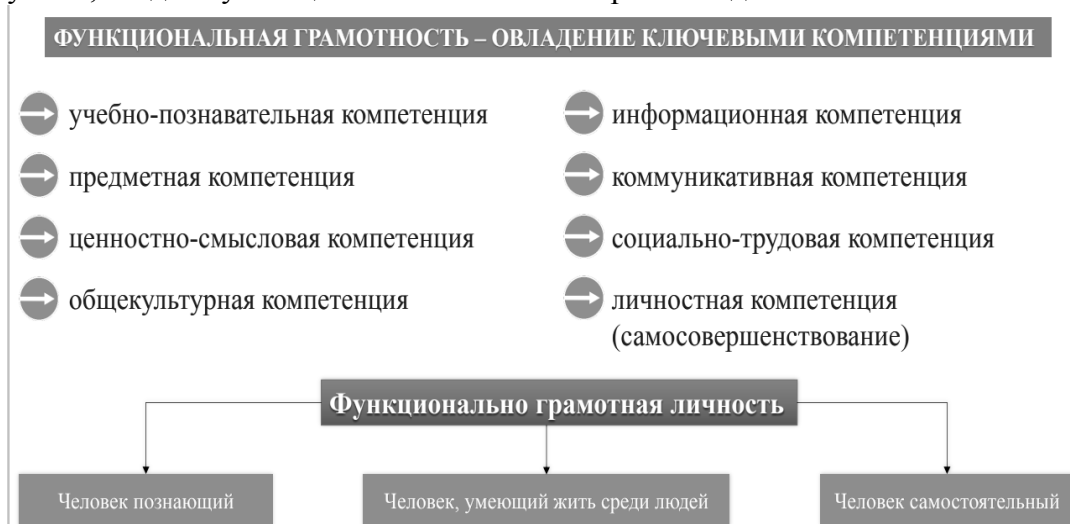 ФУНКЦИОНАЛЬНАЯ ГРАМОТНОСТЬ – ОВЛАДЕНИЕ КЛЮЧЕВЫМИ КОМПЕТЕНЦИЯМИ
учебно-познавательная компетенция
предметная компетенция
ценностно-смысловая компетенция
общекультурная компетенция
информационная компетенция
коммуникативная компетенция
социально-трудовая компетенция
личностная компетенция
(самосовершенствование)
Функционально грамотная личность
Человек познающий
Человек, умеющий жить среди людей
Человек самостоятельный